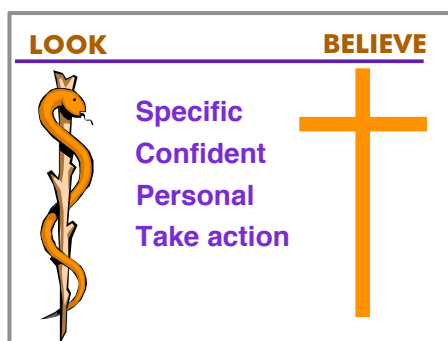 LOOK BELIEVE
Specific
Confident
Personal
Take action